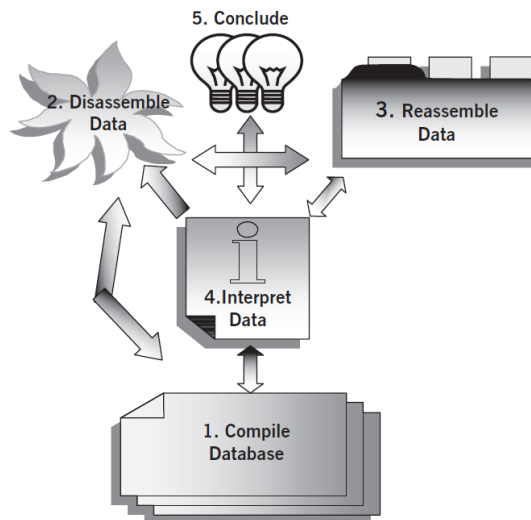 5. Conclude
2. Disassemble
Data
3. Reassemble
Data
i
4.Interpret
Data
1. Compile
Database